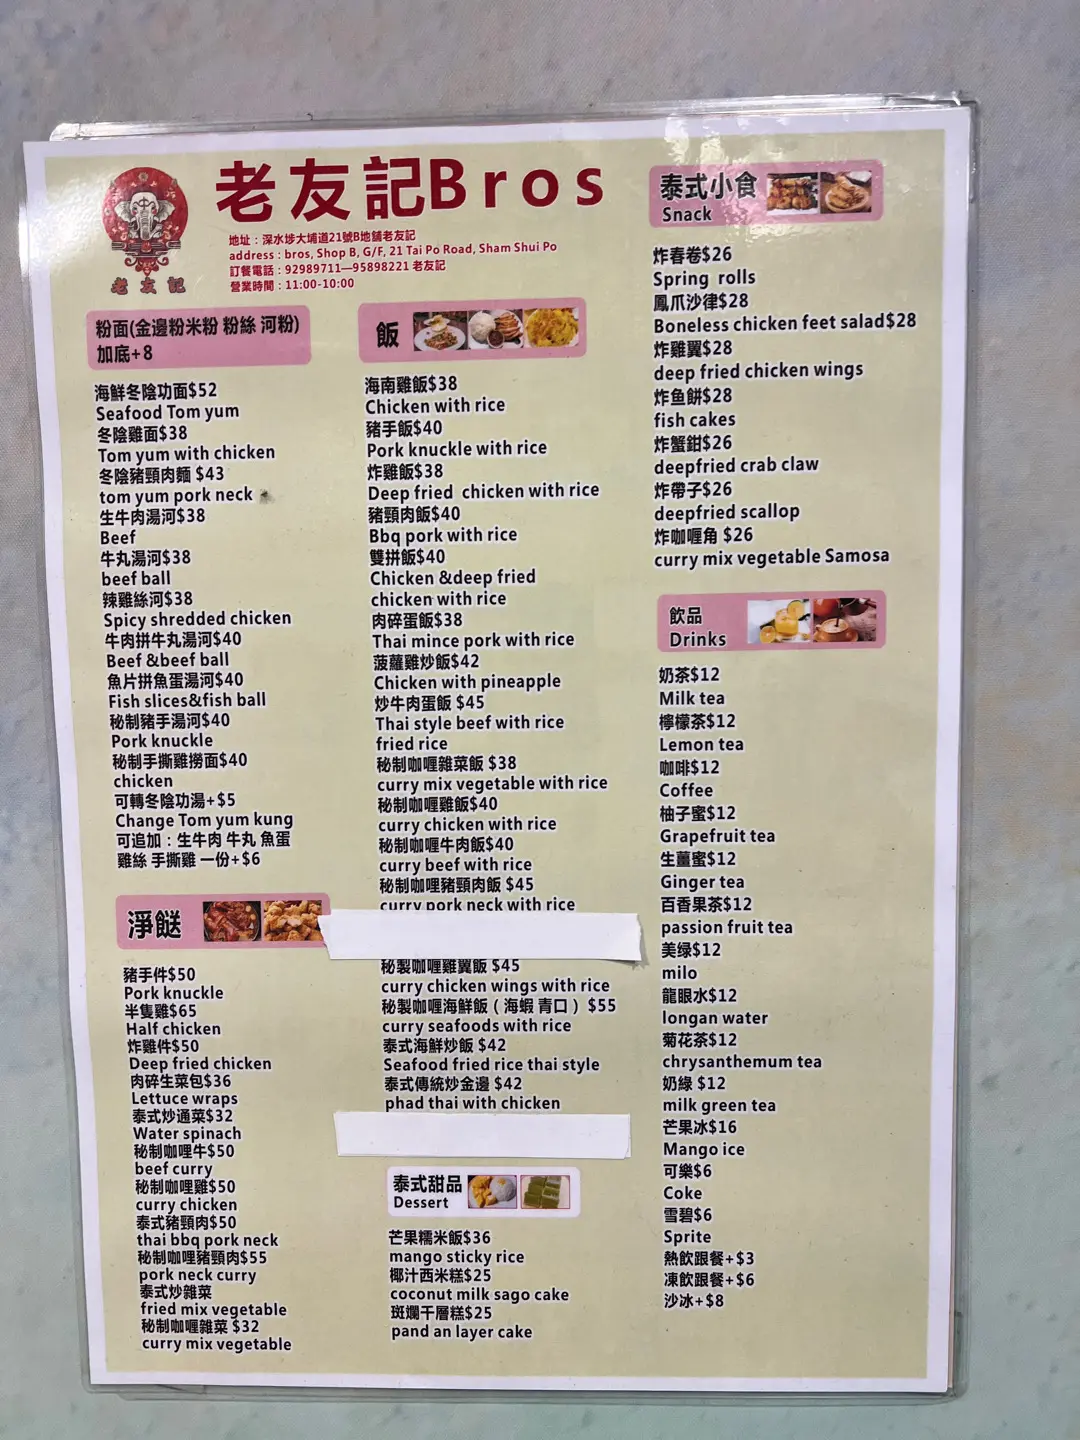 老友記
老友記Bros
地址：深水埗大埔道21號B地舖老友記
address : bros, Shop B, G/F, 21 Tai Po Road, Sham Shui Po
訂餐電話：92989711—95898221 老友記
營業時間：11:00-10:00
粉面(金邊粉米粉 粉絲 河粉)
加底+8
海鮮冬陰功面$52
Seafood Tom yum
冬陰雞面$38
Tom yum with chicken
冬陰豬頸肉麵 $43
tom yum pork neck
生牛肉湯河$38
Beef
牛丸湯河$38
beef ball
辣雞絲河$38
Spicy shredded chicken
牛肉拼牛丸湯河$40
Beef &beef ball
魚片拼魚蛋湯河$40
Fish slices&fish ball
秘制豬手湯河$40
Pork knuckle
秘制手撕雞撈面$40
chicken
可轉冬陰功湯+$5
Change Tom yum kung
可追加：生牛肉 牛丸 魚蛋
雞絲 手撕雞 一份+$6
淨餸
豬手件$50
Pork knuckle
半隻雞$65
Half chicken
炸雞件$50
Deep fried chicken
肉碎生菜包$36
Lettuce wraps
泰式炒通菜$32
Water spinach
秘制咖哩牛$50
beef curry
秘制咖哩雞$50
curry chicken
泰式豬頸肉$50
thai bbq pork neck
秘制咖哩豬頸肉$55
pork neck curry
泰式炒雜菜
fried mix vegetable
秘制咖喱雜菜 $32
curry mix vegetable
飯
海南雞飯$38
Chicken with rice
豬手飯$40
Pork knuckle with rice
炸雞飯$38
Deep fried chicken with rice
豬頸肉飯$40
Bbq pork with rice
雙拼飯$40
Chicken &deep fried
chicken with rice
肉碎蛋飯$38
Thai mince pork with rice
菠蘿雞炒飯$42
Chicken with pineapple
炒牛肉蛋飯 $45
Thai style beef with rice
fried rice
秘制咖喱雜菜飯 $38
curry mix vegetable with rice
秘制咖喱雞飯$40
curry chicken with rice
秘制咖喱牛肉飯$40
curry beef with rice
秘制咖哩豬頸肉飯 $45
curry pork neck with rice
秘製咖喱雞翼飯 $45
curry chicken wings with rice
秘製咖喱海鮮飯（海蝦 青口）$55
curry seafoods with rice
泰式海鮮炒飯 $42
Seafood fried rice thai style
泰式傳統炒金邊 $42
phad thai with chicken
泰式甜品
Dessert
芒果糯米飯$36
mango sticky rice
椰汁西米糕$25
coconut milk sago cake
斑斕千層糕$25
pand an layer cake
泰式小食
Snack
炸春卷$26
Spring rolls
鳳爪沙律$28
Boneless chicken feet salad$28
炸雞翼$28
deep fried chicken wings
炸鱼餅$28
fish cakes
炸蟹鉗$26
deepfried crab claw
炸帶子$26
deepfried scallop
炸咖喱角 $26
curry mix vegetable Samosa
飲品
Drinks
奶茶$12
Milk tea
檸檬茶$12
Lemon tea
咖啡$12
Coffee
柚子蜜$12
Grapefruit tea
生薑蜜$12
Ginger tea
百香果茶$12
passion fruit tea
美绿$12
milo
龍眼水$12
longan water
菊花茶$12
chrysanthemum tea
奶綠 $12
milk green tea
芒果冰$16
Mango ice
可樂$6
Coke
雪碧$6
Sprite
熱飲跟餐+$3
凍飲跟餐+$6
沙冰+$8